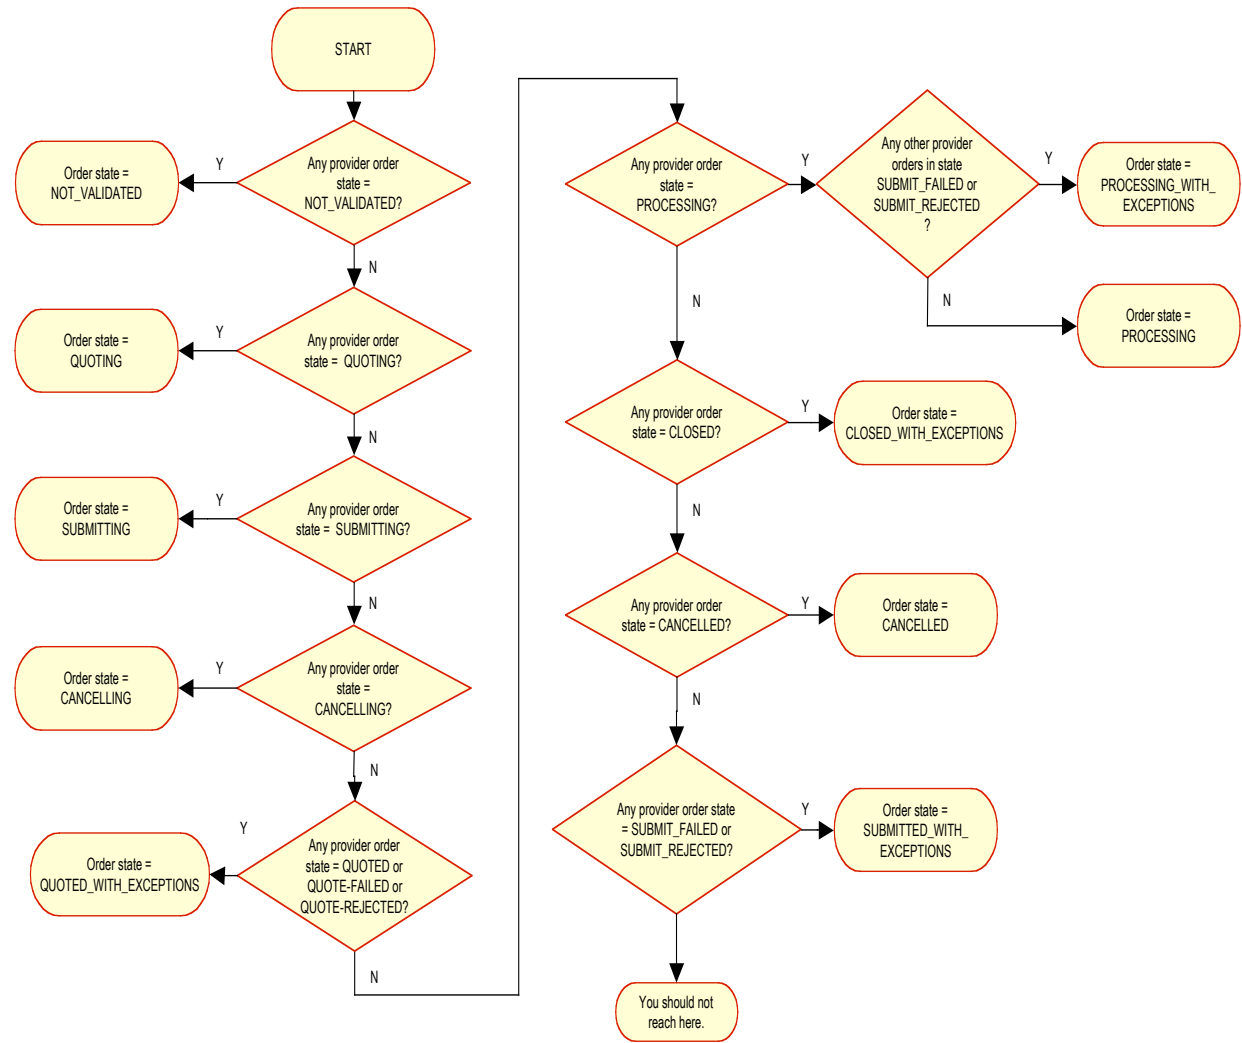 START
Any provider order
state =
NOT_VALIDATED?
Y
Order state =
NOT_VALIDATED
N
Any provider order
state = QUOTING?
Y
Order state =
QUOTING
N
Any provider order
state = SUBMITTING?
Y
Order state =
SUBMITTING
N
Any provider order
state =
CANCELLING?
Y
Order state =
CANCELLING
N
Any provider order
state = QUOTED or
QUOTE-FAILED or
QUOTE-REJECTED?
Y
Order state =
QUOTED_WITH_EXCEPTIONS
N
Any provider order
state =
PROCESSING?
Y
Any other provider
orders in state
SUBMIT_FAILED or
SUBMIT_REJECTED
?
Y
Order state =
PROCESSING_WITH_
EXCEPTIONS
N
Order state =
PROCESSING
N
Any provider order
state = CLOSED?
Y
Order state =
CLOSED_WITH_EXCEPTIONS
N
Any provider order
state = CANCELLED?
Y
Order state =
CANCELLED
N
Any provider order state
= SUBMIT_FAILED or
SUBMIT_REJECTED?
Y
Order state =
SUBMITTED_WITH_
EXCEPTIONS
You should not
reach here.